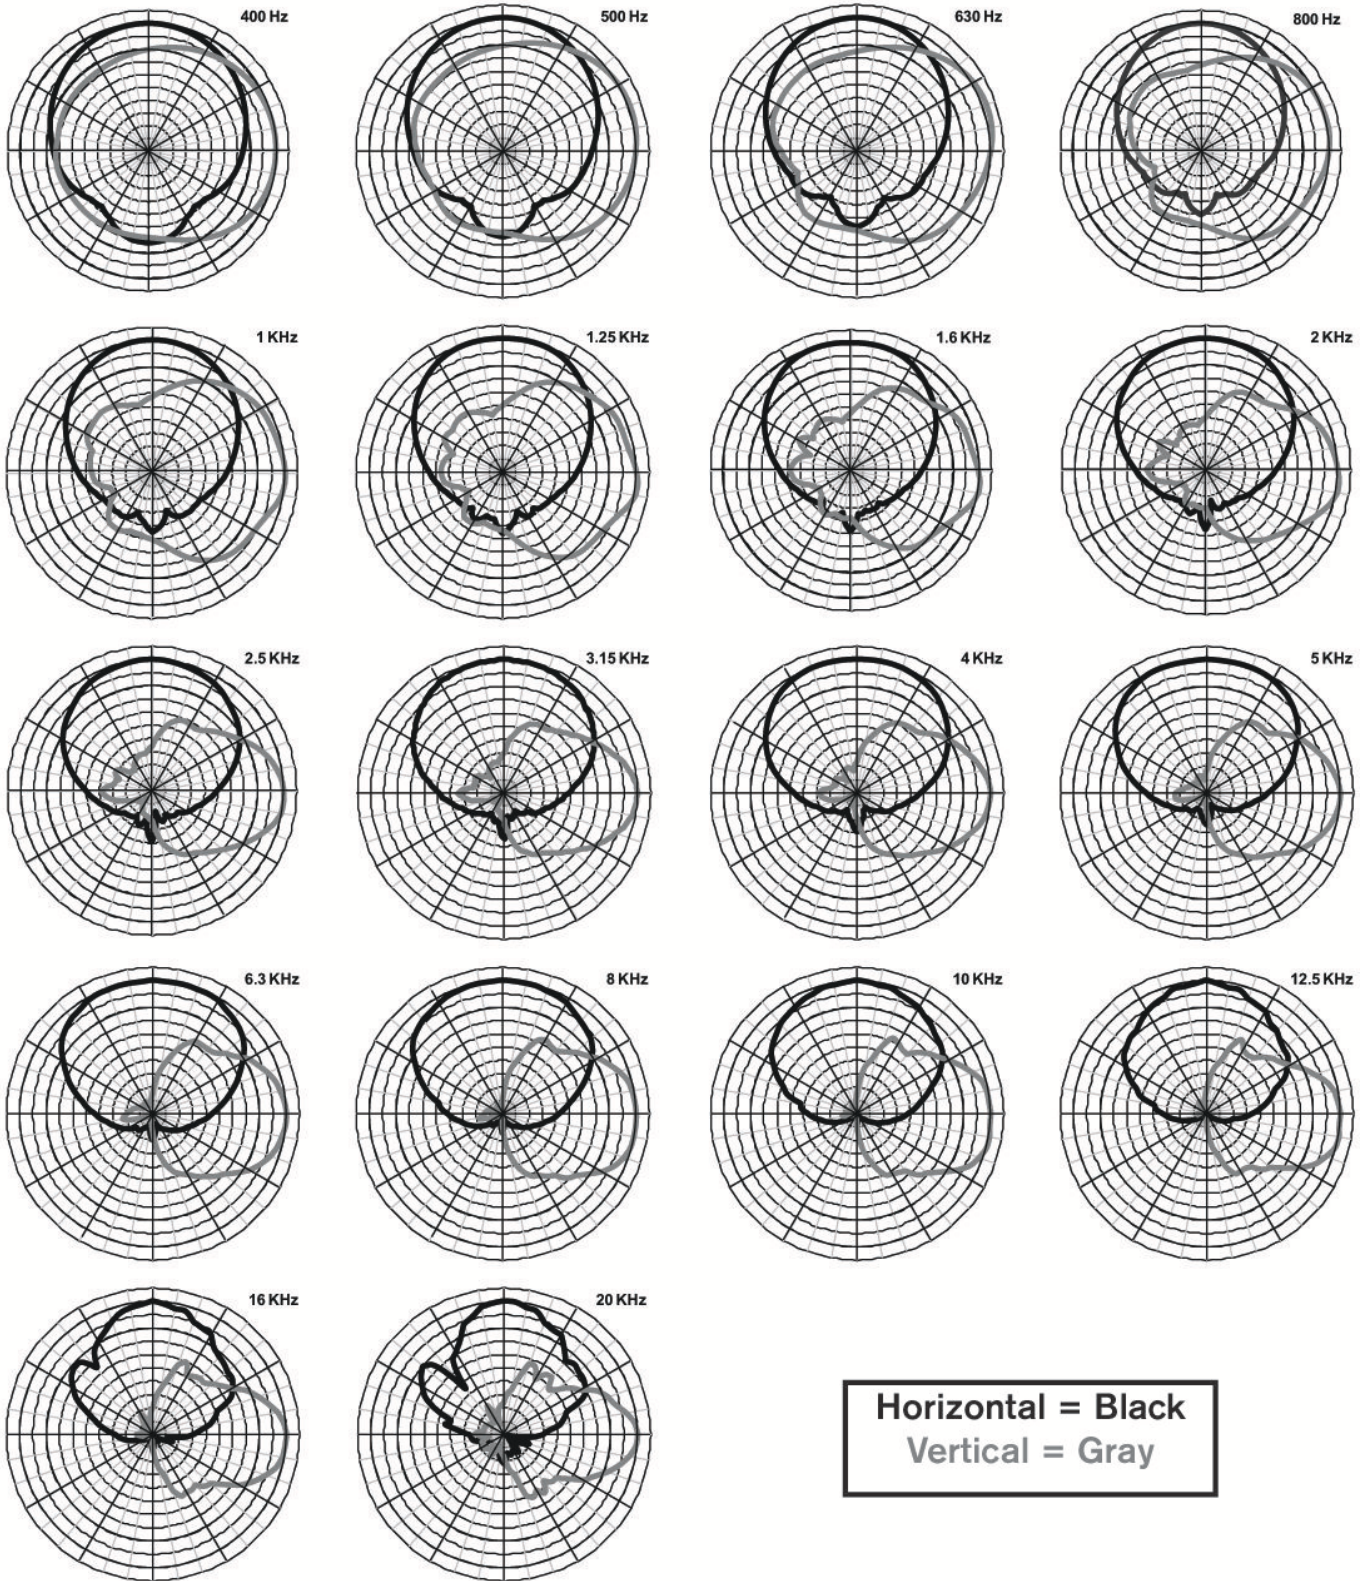 400 Hz
500 Hz
630 Hz
800 Hz
1 KHz
1.25 KHz
1.6 KHz
2 KHz
2.5 KHz
3.15 KHz
4 KHz
5 KHz
6.3 KHz
8 KHz
10 KHz
12.5 KHz
16 KHz
20 KHz
Horizontal = Black
Vertical = Gray